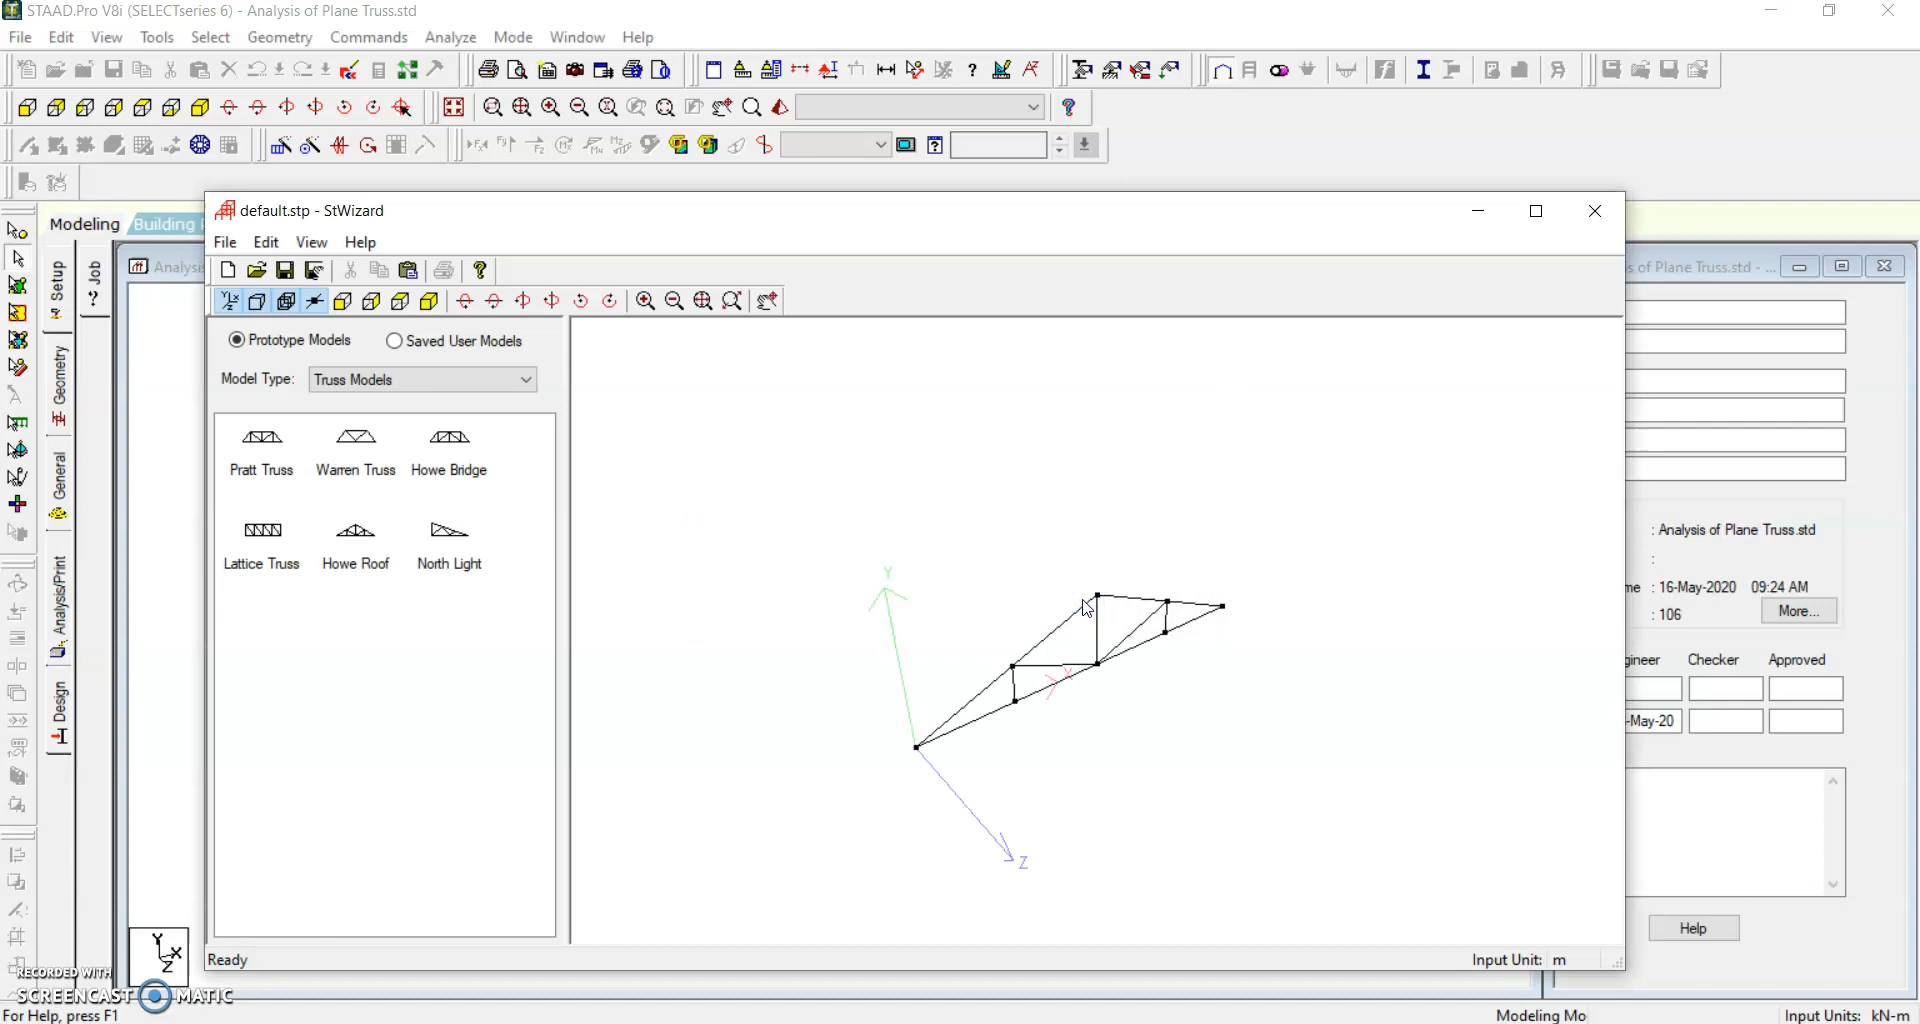 STAAD.Pro V8i (SELECTseries 6) - Analysis of Plane Truss.std
File Edit View Tools Select Geometry Commands Analyze Mode Window Help
Modeling Building
default.stp - StWizard
File Edit View Help
Setup
Job
Geometry
General
Analysis/Print
Design
Analysis
s of Plane Truss.std - ...
Prototype Models Saved User Models
Model Type: Truss Models
Pratt Truss Warren Truss Howe Bridge
Lattice Truss Howe Roof North Light
Y
X
Z
: Analysis of Plane Truss.std
:
me : 16-May-2020 09:24 AM
: 106 More...
gineer Checker Approved
-May-20
Help
Y
X
Z
Ready Input Unit: m
RECORDED WITH
SCREENCAST MATIC
For Help, press F1 Modeling Mo Input Units: kN-m